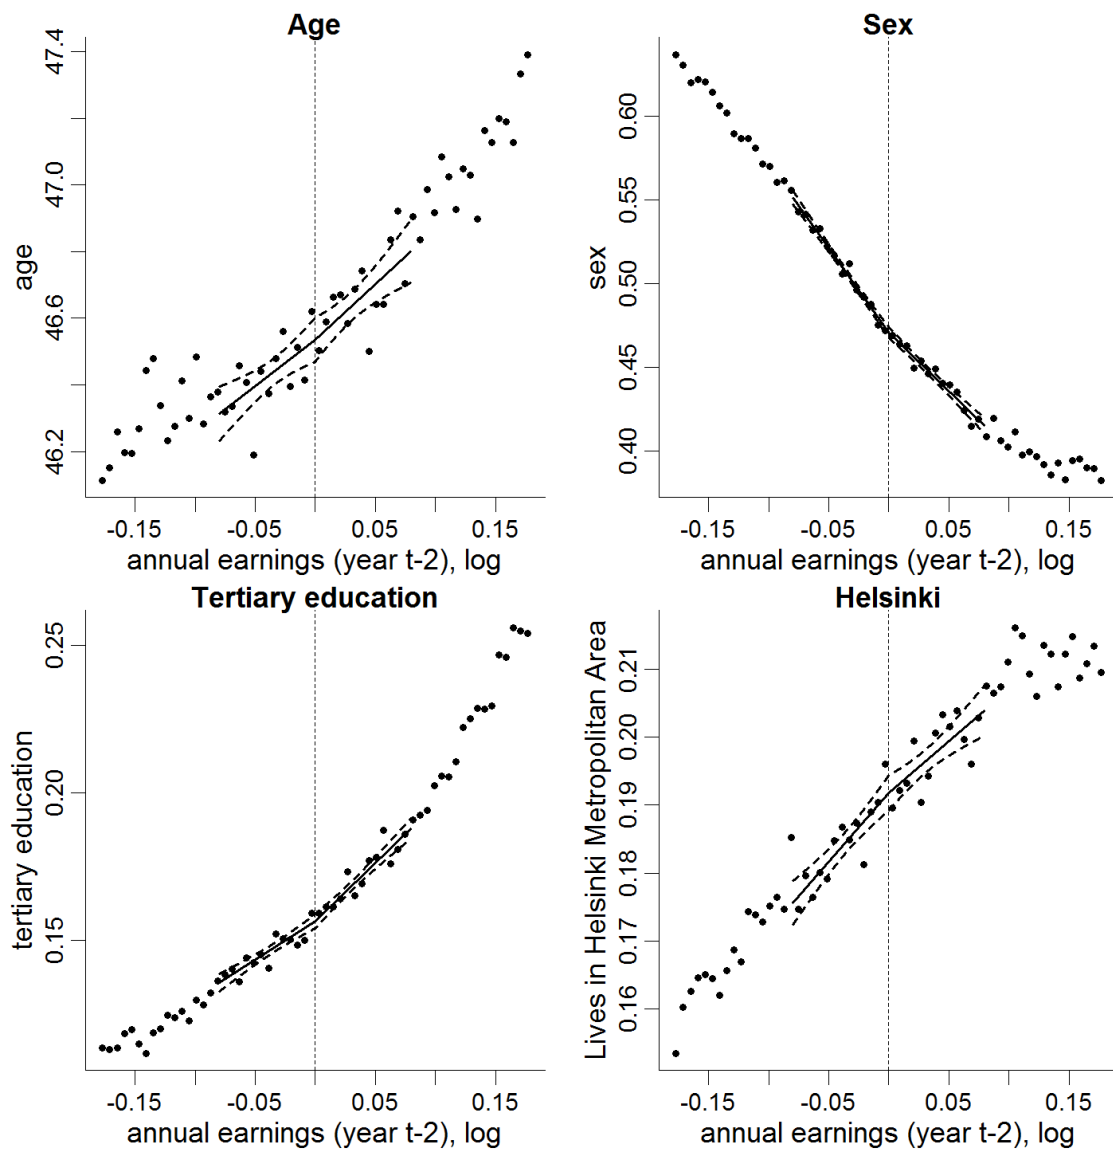 Age
47.4
47.0
46.6
46.2
age
-0.15
-0.05
0.05
0.15
annual earnings (year t-2), log
Sex
0.60
0.55
0.50
0.45
0.40
sex
-0.15
-0.05
0.05
0.15
annual earnings (year t-2), log
Tertiary education
0.25
0.20
0.15
tertiary education
-0.15
-0.05
0.05
0.15
annual earnings (year t-2), log
Helsinki
0.21
0.20
0.19
0.18
0.17
0.16
Lives in Helsinki Metropolitan Area
-0.15
-0.05
0.05
0.15
annual earnings (year t-2), log